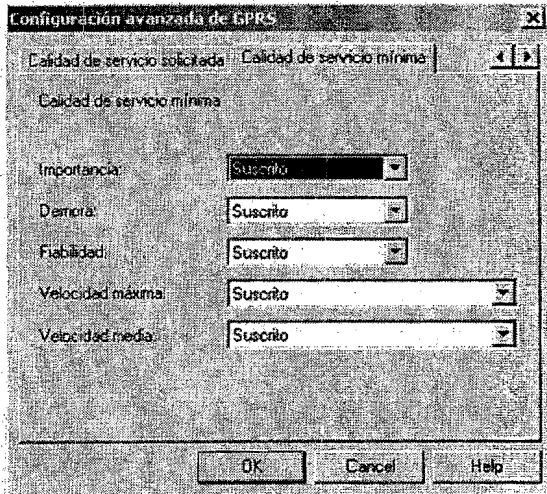 Configuración avanzada de GPRS
Calidad de servicio solicitada Calidad de servicio mínima
Calidad de servicio mínima
Importancia: Suscrito
Demora: Suscrito
Fiabilidad: Suscrito
Velocidad máxima: Suscrito
Velocidad media: Suscrito
OK Cancel Help